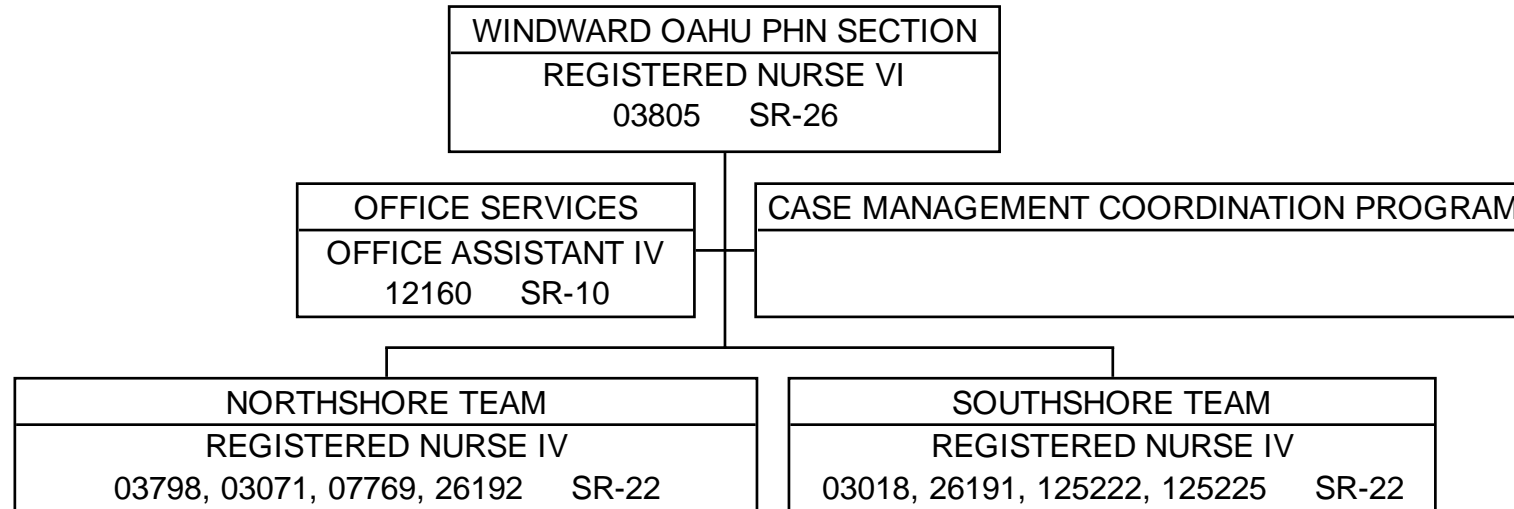 WINDWARD OAHU PHN SECTION
REGISTERED NURSE VI
03805 SR-26
OFFICE SERVICES
OFFICE ASSISTANT IV
12160 SR-10
CASE MANAGEMENT COORDINATION PROGRAM
NORTHSHORE TEAM
REGISTERED NURSE IV
03798, 03071, 07769, 26192 SR-22
SOUTHSHORE TEAM
REGISTERED NURSE IV
03018, 26191, 125222, 125225 SR-22